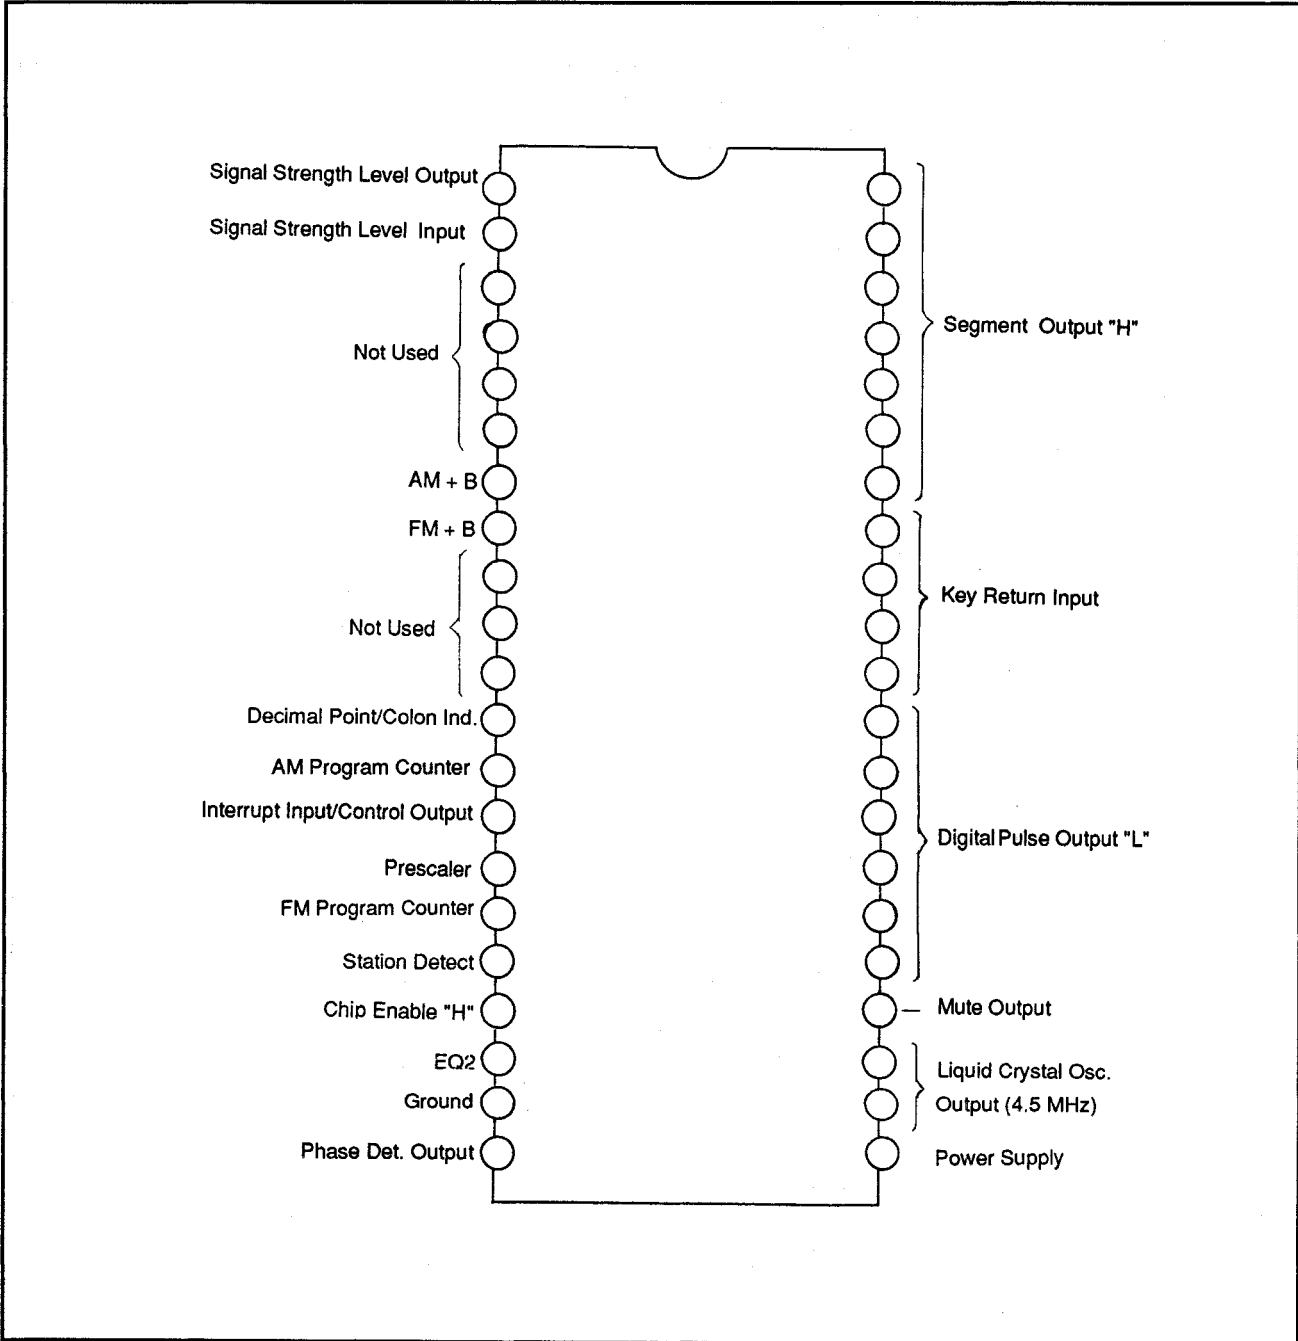 Signal Strength Level Output
Signal Strength Level Input
Not Used
AM + B
FM + B
Not Used
Decimal Point/Colon Ind.
AM Program Counter
Interrupt Input/Control Output
Prescaler
FM Program Counter
Station Detect
Chip Enable "H"
EQ2
Ground
Phase Det. Output
Segment Output "H"
Key Return Input
Digital Pulse Output "L"
Mute Output
Liquid Crystal Osc.
Output (4.5 MHz)
Power Supply